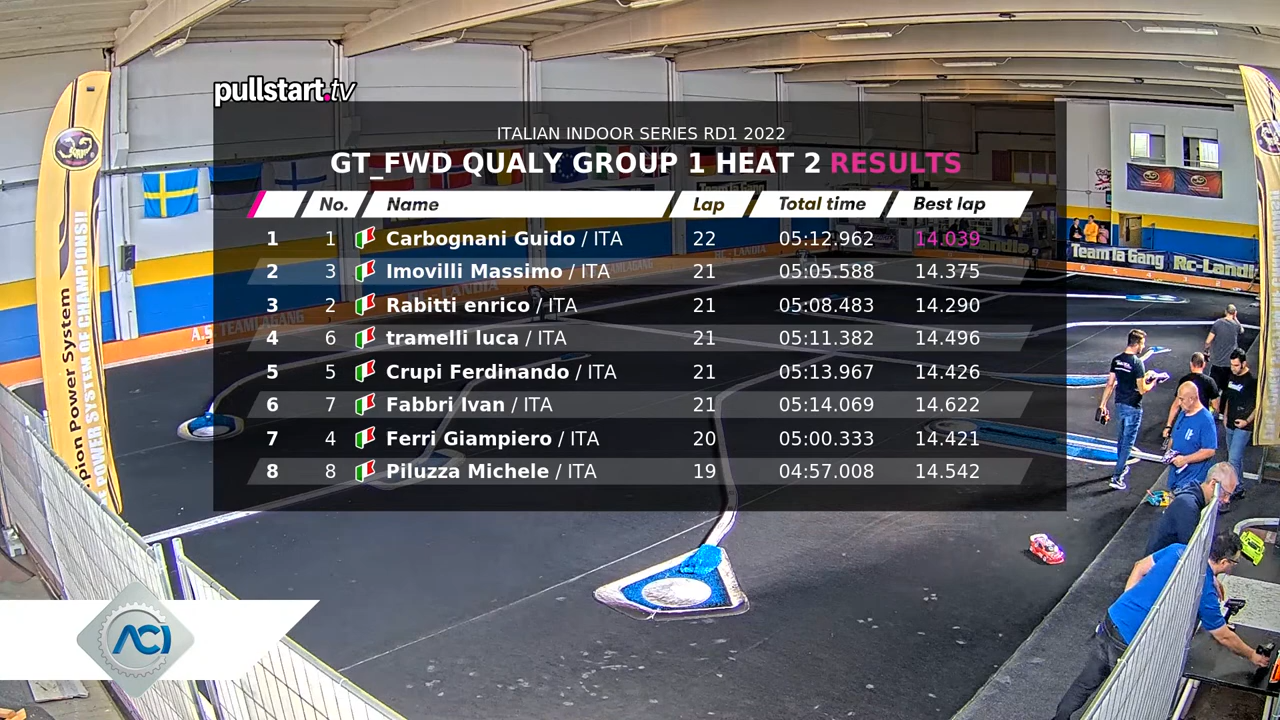 pullstart.tv
ITALIAN INDOOR SERIES RD1 2022
GT_FWD QUALY GROUP 1 HEAT 2 RESULTS
No. Name Lap Total time Best lap
1 1 Carbognani Guido / ITA 22 05:12.962 14.039
2 3 Imovilli Massimo / ITA 21 05:05.588 14.375
3 2 Rabitti enrico / ITA 21 05:08.483 14.290
4 6 tramelli luca / ITA 21 05:11.382 14.496
5 5 Crupi Ferdinando / ITA 21 05:13.967 14.426
6 7 Fabbri Ivan / ITA 21 05:14.069 14.622
7 4 Ferri Giampiero / ITA 20 05:00.333 14.421
8 8 Piluzza Michele / ITA 19 04:57.008 14.542
pion Power System
POWER SYSTEM OF CHAMPIONS!!
A.S. TEAMLAGANG
Team la Gang Rc-Landi
ACI